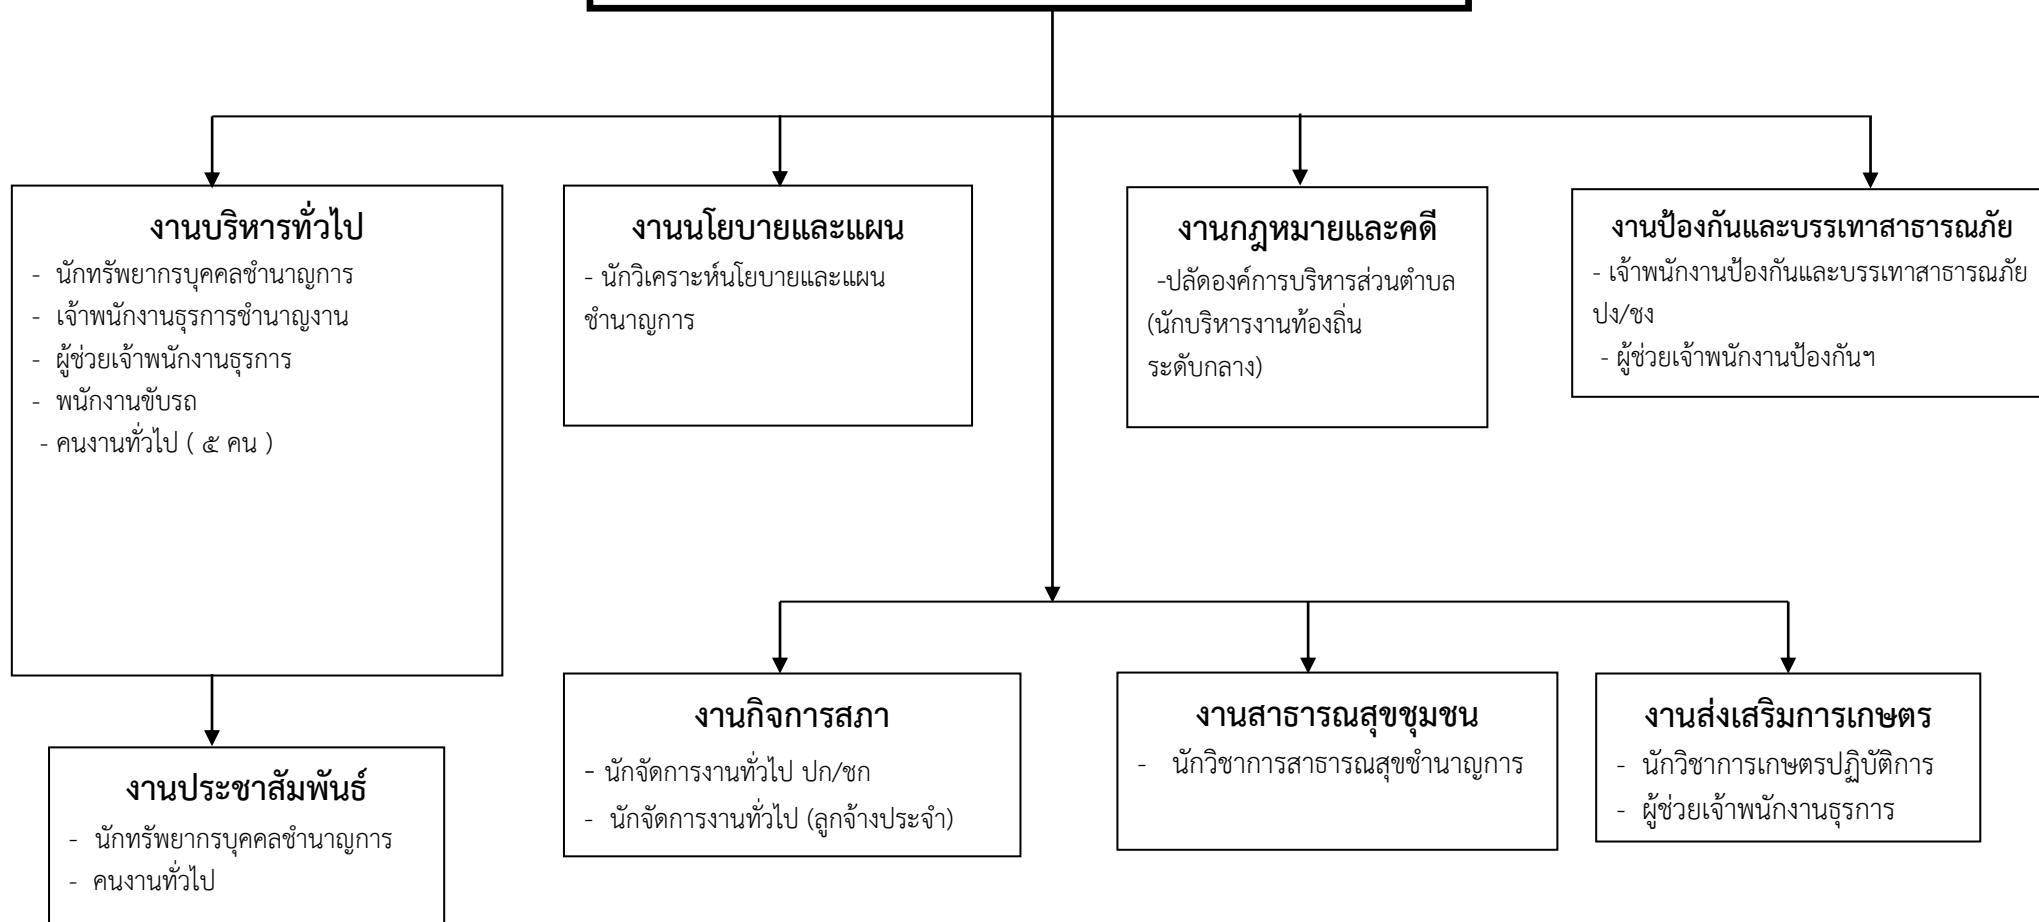 งานบริหารทั่วไป
- นักทรัพยากรบุคคลชำนาญการ
- เจ้าพนักงานธุรการชำนาญงาน
- ผู้ช่วยเจ้าพนักงานธุรการ
- พนักงานขับรถ
- คนงานทั่วไป ( ๕ คน )
งานนโยบายและแผน
- นักวิเคราะห์นโยบายและแผน
ชำนาญการ
งานกฎหมายและคดี
-ปลัดองค์การบริหารส่วนตำบล
(นักบริหารงานท้องถิ่น
ระดับกลาง)
งานป้องกันและบรรเทาสาธารณภัย
- เจ้าพนักงานป้องกันและบรรเทาสาธารณภัย
ปง/ชง
- ผู้ช่วยเจ้าพนักงานป้องกันฯ
งานประชาสัมพันธ์
- นักทรัพยากรบุคคลชำนาญการ
- คนงานทั่วไป
งานกิจการสภา
- นักจัดการงานทั่วไป ปก/ชก
- นักจัดการงานทั่วไป (ลูกจ้างประจำ)
งานสาธารณสุขชุมชน
- นักวิชาการสาธารณสุขชำนาญการ
งานส่งเสริมการเกษตร
- นักวิชาการเกษตรปฏิบัติการ
- ผู้ช่วยเจ้าพนักงานธุรการ